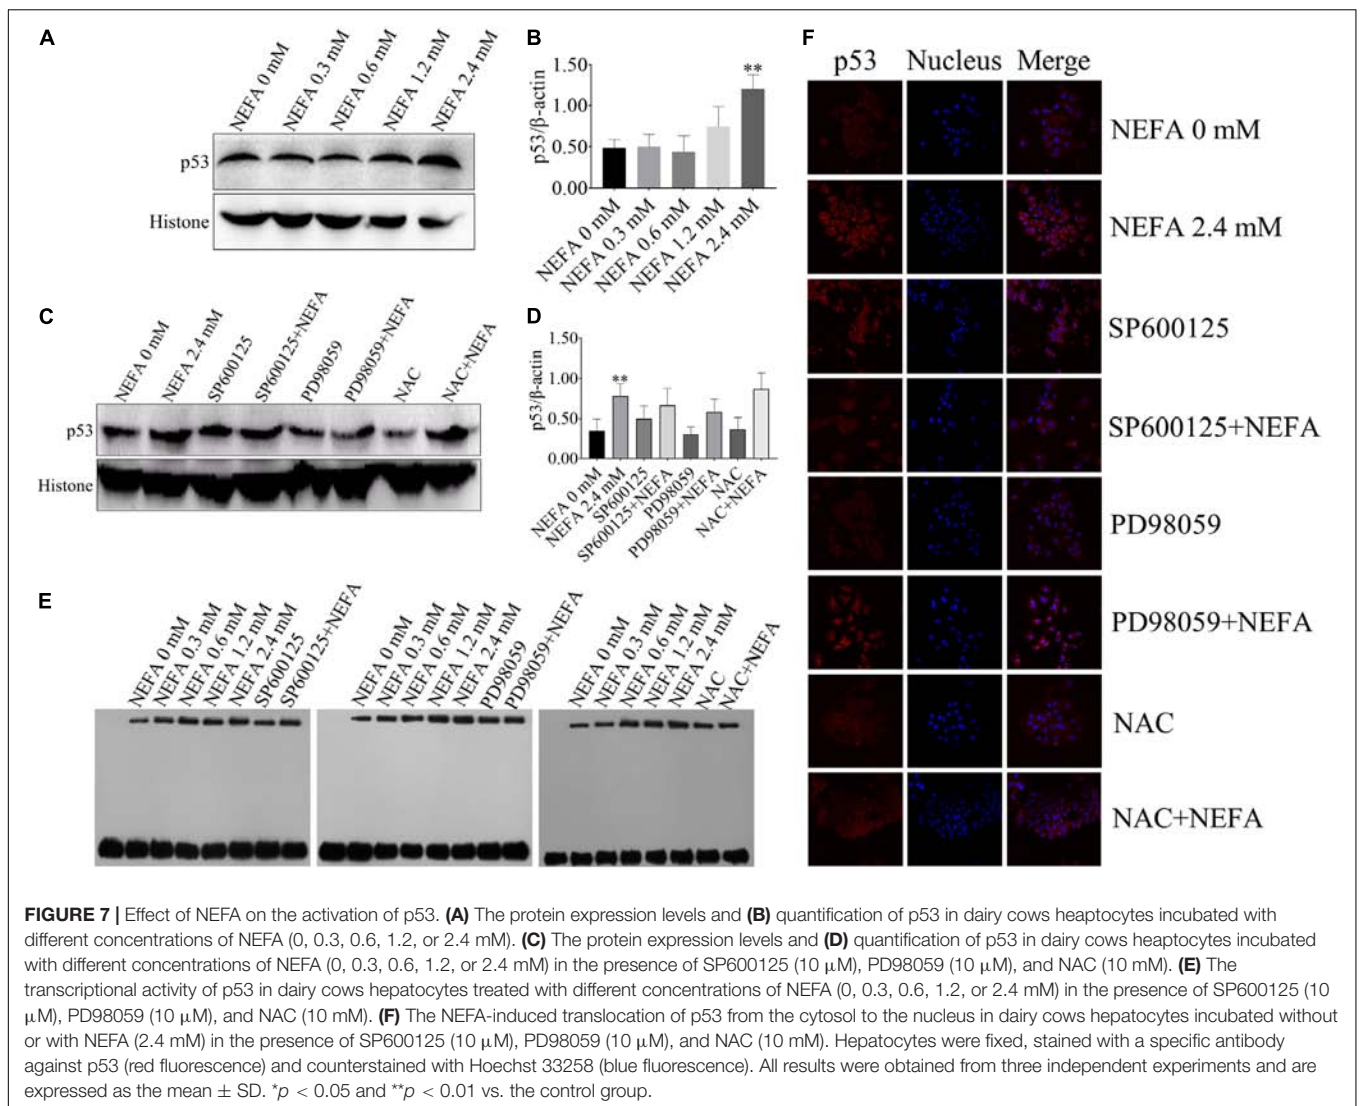 A
NEFA 0 mM
NEFA 0.3 mM
NEFA 0.6 mM
NEFA 1.2 mM
NEFA 2.4 mM
p53
Histone
B
p53/β-actin
1.50
1.00
0.50
0.00
**
NEFA 0 mM
NEFA 0.3 mM
NEFA 0.6 mM
NEFA 1.2 mM
NEFA 2.4 mM
C
NEFA 0 mM
NEFA 2.4 mM
SP600125
SP600125+NEFA
PD98059
PD98059+NEFA
NAC
NAC+NEFA
p53
Histone
D
p53/β-actin
1.50
1.00
0.50
0.00
**
NEFA 0 mM
NEFA 2.4 mM
SP600125
SP600125+NEFA
PD98059
PD98059+NEFA
NAC
NAC+NEFA
E
NEFA 0 mM
NEFA 0.3 mM
NEFA 0.6 mM
NEFA 1.2 mM
NEFA 2.4 mM
SP600125
SP600125+NEFA
NEFA 0 mM
NEFA 0.3 mM
NEFA 0.6 mM
NEFA 1.2 mM
NEFA 2.4 mM
PD98059
PD98059+NEFA
NEFA 0 mM
NEFA 0.3 mM
NEFA 0.6 mM
NEFA 1.2 mM
NEFA 2.4 mM
NAC
NAC+NEFA
F
p53 Nucleus Merge
NEFA 0 mM
NEFA 2.4 mM
SP600125
SP600125+NEFA
PD98059
PD98059+NEFA
NAC
NAC+NEFA
FIGURE 7 | Effect of NEFA on the activation of p53. (A) The protein expression levels and (B) quantification of p53 in dairy cows heaptocytes incubated with
different concentrations of NEFA (0, 0.3, 0.6, 1.2, or 2.4 mM). (C) The protein expression levels and (D) quantification of p53 in dairy cows heaptocytes incubated
with different concentrations of NEFA (0, 0.3, 0.6, 1.2, or 2.4 mM) in the presence of SP600125 (10 μM), PD98059 (10 μM), and NAC (10 mM). (E) The
transcriptional activity of p53 in dairy cows hepatocytes treated with different concentrations of NEFA (0, 0.3, 0.6, 1.2, or 2.4 mM) in the presence of SP600125 (10
μM), PD98059 (10 μM), and NAC (10 mM). (F) The NEFA-induced translocation of p53 from the cytosol to the nucleus in dairy cows hepatocytes incubated without
or with NEFA (2.4 mM) in the presence of SP600125 (10 μM), PD98059 (10 μM), and NAC (10 mM). Hepatocytes were fixed, stained with a specific antibody
against p53 (red fluorescence) and counterstained with Hoechst 33258 (blue fluorescence). All results were obtained from three independent experiments and are
expressed as the mean ± SD. *p < 0.05 and **p < 0.01 vs. the control group.